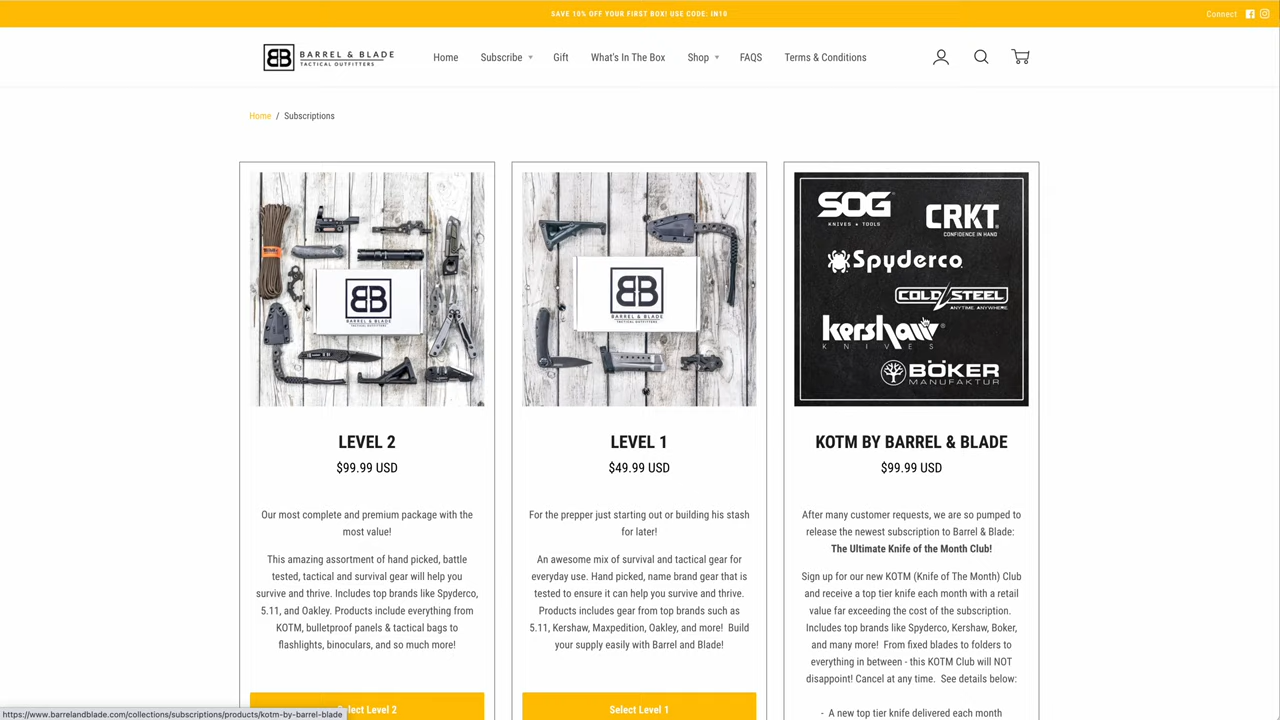 SAVE 10% OFF YOUR FIRST BOX! USE CODE: IN10
Connect
BB BARREL & BLADE
TACTICAL OUTFITTERS
Home Subscribe Gift What's In The Box Shop FAQS Terms & Conditions
Home / Subscriptions
BB
BARREL & BLADE
TACTICAL OUTFITTERS
LEVEL 2
$99.99 USD
Our most complete and premium package with the
most value!
This amazing assortment of hand picked, battle
tested, tactical and survival gear will help you
survive and thrive. Includes top brands like Spyderco,
5.11, and Oakley. Products include everything from
KOTM, bulletproof panels & tactical bags to
flashlights, binoculars, and so much more!
Select Level 2
BB
BARREL & BLADE
TACTICAL OUTFITTERS
LEVEL 1
$49.99 USD
For the prepper just starting out or building his stash
for later!
An awesome mix of survival and tactical gear for
everyday use. Hand picked, name brand gear that is
tested to ensure it can help you survive and thrive.
Products includes gear from top brands such as
5.11, Kershaw, Maxpedition, Oakley, and more! Build
your supply easily with Barrel and Blade!
Select Level 1
SOG
KNIVES • TOOLS
CRKT
CONFIDENCE IN HAND
Spyderco
COLD STEEL
ANYTIME. ANYWHERE
kershaw
KNIVES
BÖKER
MANUFAKTUR
KOTM BY BARREL & BLADE
$99.99 USD
After many customer requests, we are so pumped to
release the newest subscription to Barrel & Blade:
The Ultimate Knife of the Month Club!
Sign up for our new KOTM (Knife of The Month) Club
and receive a top tier knife each month with a retail
value far exceeding the cost of the subscription.
Includes top brands like Spyderco, Kershaw, Boker,
and many more! From fixed blades to folders to
everything in between - this KOTM Club will NOT
disappoint! Cancel at any time. See details below:
- A new top tier knife delivered each month
https://www.barrelandblade.com/collections/subscriptions/products/kotm-by-barrel-blade